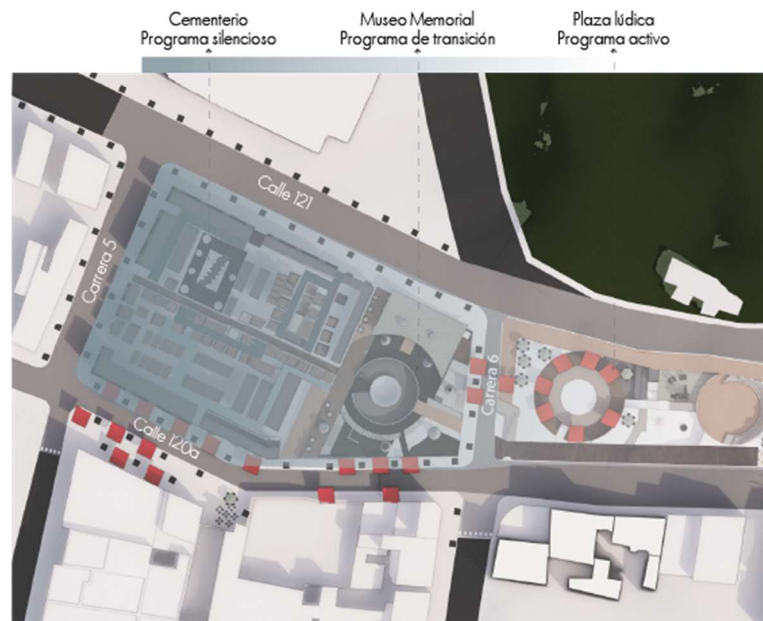 Cementerio
Programa silencioso
Museo Memorial
Programa de transición
Plaza lúdica
Programa activo
Calle 121
Carrera 5
Carrera 6
Calle 120a